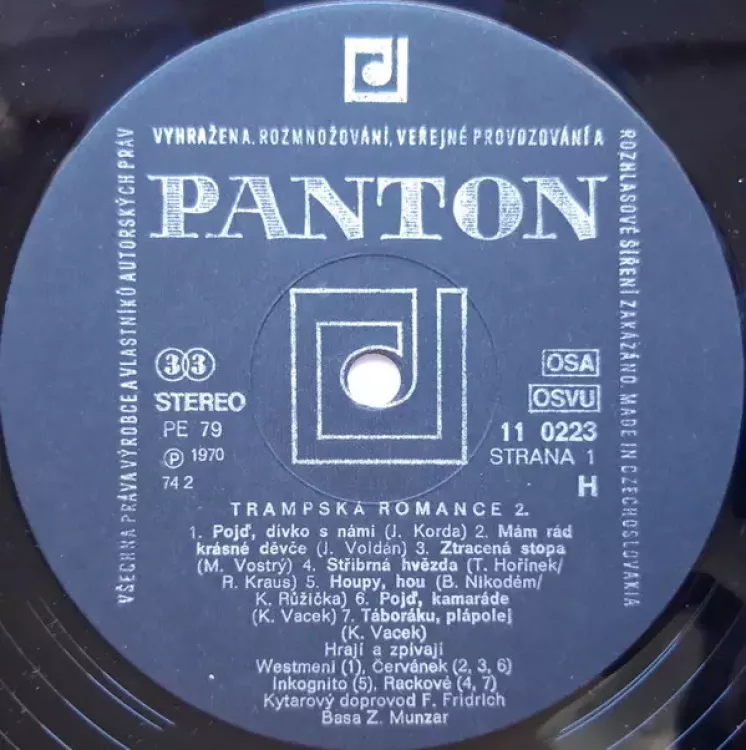 VŠECHNA PRÁVA VÝROBCE A VLASTNÍKŮ AUTORSKÝCH PRÁV
VYHRAŽENA. ROZMNOŽOVÁNÍ, VEŘEJNÉ PROVOZOVÁNÍ A
ROZHLASOVÉ ŠÍŘENÍ ZAKÁZÁNO. MADE IN CZECHOSLOVAKIA
PANTON
33
STEREO
PE 79
Ⓟ 1970
74 2
OSA
OSVU
11 0223
STRANA 1
H
TRAMPSKÁ ROMANCE 2.
1. Pojď, dívko s námi (J. Korda) 2. Mám rád
krásné děvče (J. Voldán) 3. Ztracená stopa
(M. Vostrý) 4. Stříbrná hvězda (T. Hořínek/
R. Kraus) 5. Houpy, hou (B. Nikodém/
K. Růžička) 6. Pojď, kamaráde
(K. Vacek) 7. Táboráku, plápolej
(K. Vacek)
Hrají a zpívají
Westmeni (1), Červánek (2, 3, 6)
Inkognito (5), Rackové (4, 7)
Kytarový doprovod F. Fridrich
Basa Z. Munzar